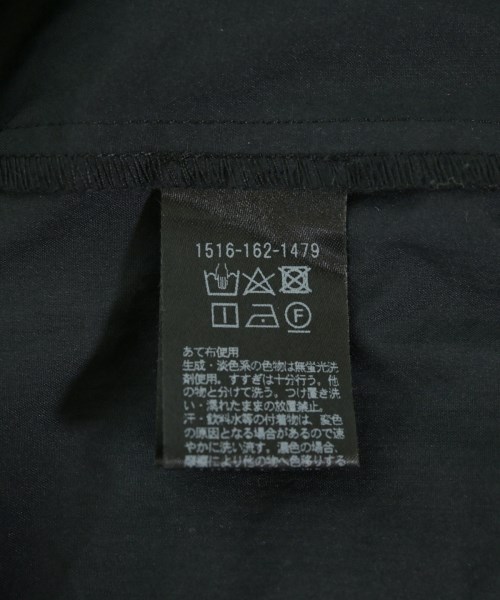 1516-162-1479
F
あて布使用
生成・淡色系の色物は無蛍光洗
剤使用。すすぎは十分行う。他
の物と分けて洗う。つけ置き洗
い・濡れたままの放置禁止。
汗・飲料水等の付着物は、変色
の原因となる場合があるので速
やかに洗い流す。濃色の場合、
摩擦により他の物へ色移りする